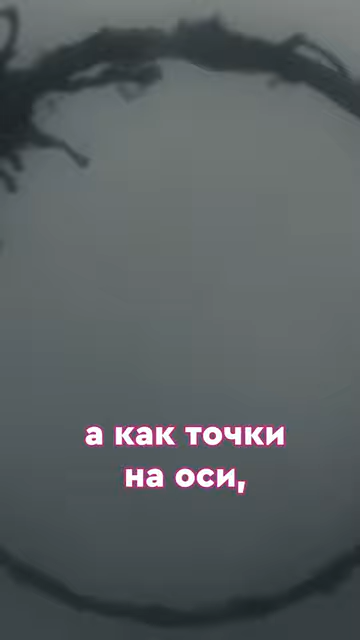 а как точки
на оси,